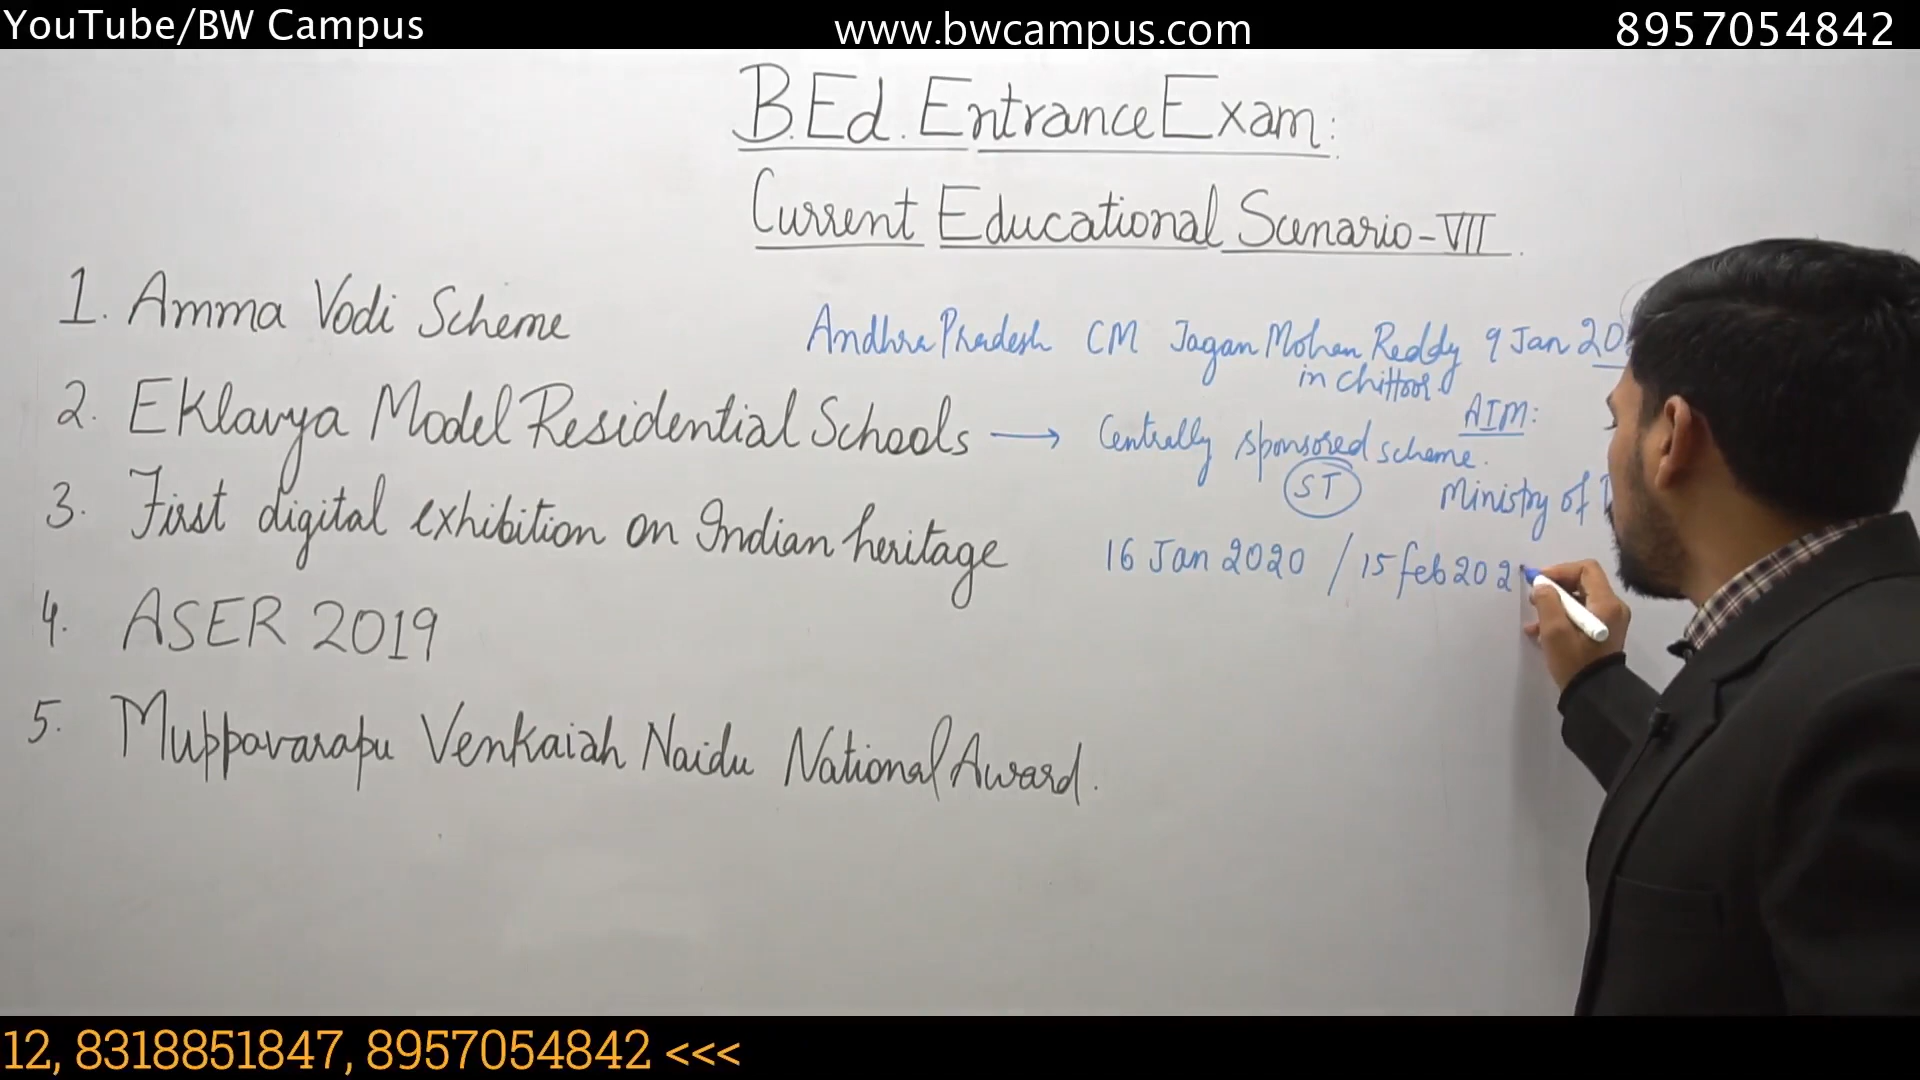 YouTube/BW Campus
www.bwcampus.com
8957054842
B.Ed. Entrance Exam:
Current Educational Scenario-VII
1. Amma Vodi Scheme
Andhra Pradesh CM Jagan Mohan Reddy 9 Jan
in Chittoor
AIM:
2. Eklavya Model Residential Schools → Centrally sponsored scheme.
ST
Ministry of
3. First digital exhibition on Indian heritage
16 Jan 2020 / 15 feb 202
4. ASER 2019
5. Muppavarapu Venkaiah Naidu National Award.
12, 8318851847, 8957054842 <<<